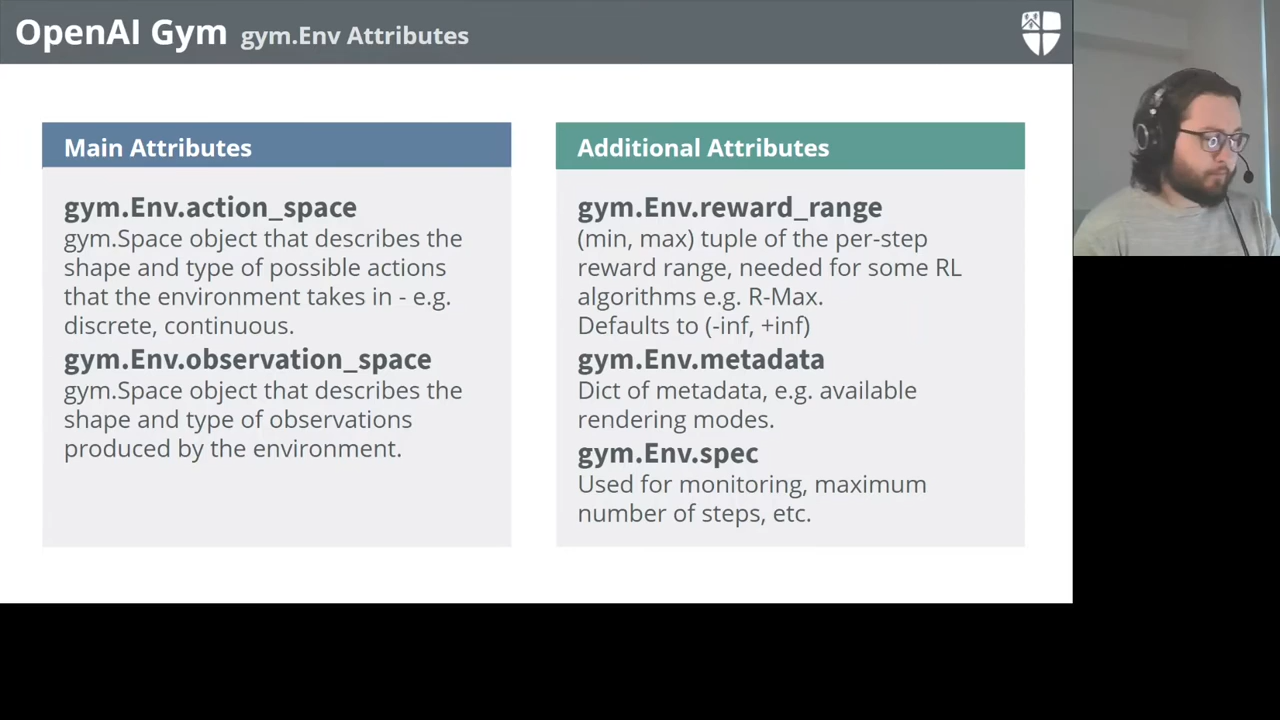 OpenAI Gym gym.Env Attributes
Main Attributes
gym.Env.action_space
gym.Space object that describes the
shape and type of possible actions
that the environment takes in - e.g.
discrete, continuous.
gym.Env.observation_space
gym.Space object that describes the
shape and type of observations
produced by the environment.
Additional Attributes
gym.Env.reward_range
(min, max) tuple of the per-step
reward range, needed for some RL
algorithms e.g. R-Max.
Defaults to (-inf, +inf)
gym.Env.metadata
Dict of metadata, e.g. available
rendering modes.
gym.Env.spec
Used for monitoring, maximum
number of steps, etc.